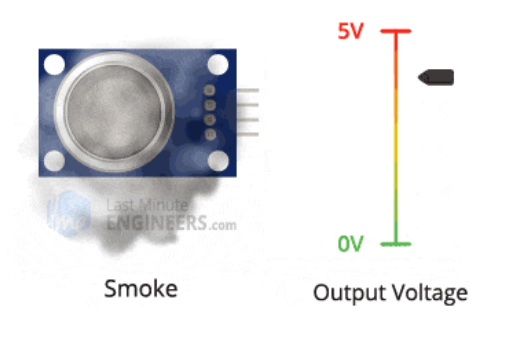 5V
Last Minute
ENGINEERS.com
0V
Smoke
Output Voltage